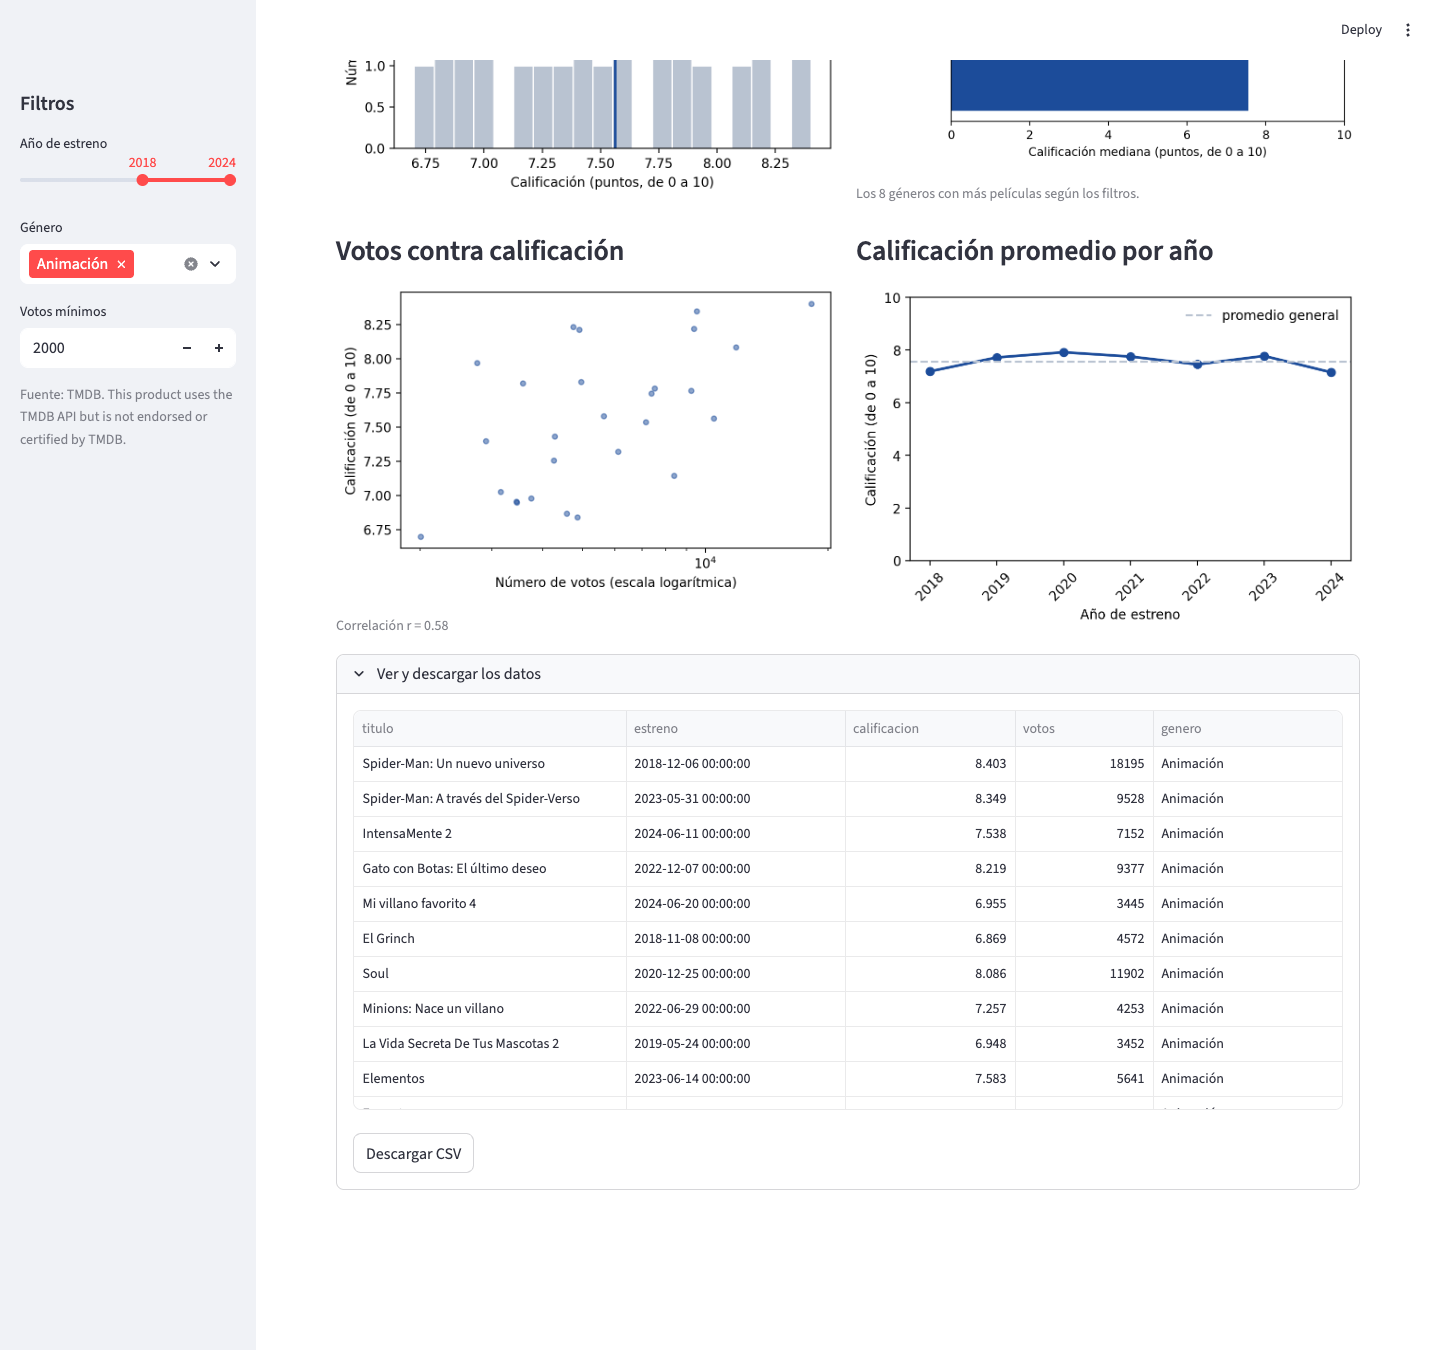 Deploy
Filtros
Año de estreno
2018
2024
Género
Animación
Votos mínimos
2000
Fuente: TMDB. This product uses the
TMDB API but is not endorsed or
certified by TMDB.
1.0
0.5
0.0
6.75 7.00 7.25 7.50 7.75 8.00 8.25
Calificación (puntos, de 0 a 10)
0 2 4 6 8 10
Calificación mediana (puntos, de 0 a 10)
Los 8 géneros con más películas según los filtros.
Votos contra calificación
8.25
8.00
7.75
7.50
7.25
7.00
6.75
Calificación (de 0 a 10)
10⁴
Número de votos (escala logarítmica)
Correlación r = 0.58
Calificación promedio por año
promedio general
10
8
6
4
2
0
Calificación (de 0 a 10)
2018 2019 2020 2021 2022 2023 2024
Año de estreno
Ver y descargar los datos
titulo estreno calificacion votos genero
Spider-Man: Un nuevo universo 2018-12-06 00:00:00 8.403 18195 Animación
Spider-Man: A través del Spider-Verso 2023-05-31 00:00:00 8.349 9528 Animación
IntensaMente 2 2024-06-11 00:00:00 7.538 7152 Animación
Gato con Botas: El último deseo 2022-12-07 00:00:00 8.219 9377 Animación
Mi villano favorito 4 2024-06-20 00:00:00 6.955 3445 Animación
El Grinch 2018-11-08 00:00:00 6.869 4572 Animación
Soul 2020-12-25 00:00:00 8.086 11902 Animación
Minions: Nace un villano 2022-06-29 00:00:00 7.257 4253 Animación
La Vida Secreta De Tus Mascotas 2 2019-05-24 00:00:00 6.948 3452 Animación
Elementos 2023-06-14 00:00:00 7.583 5641 Animación
Descargar CSV